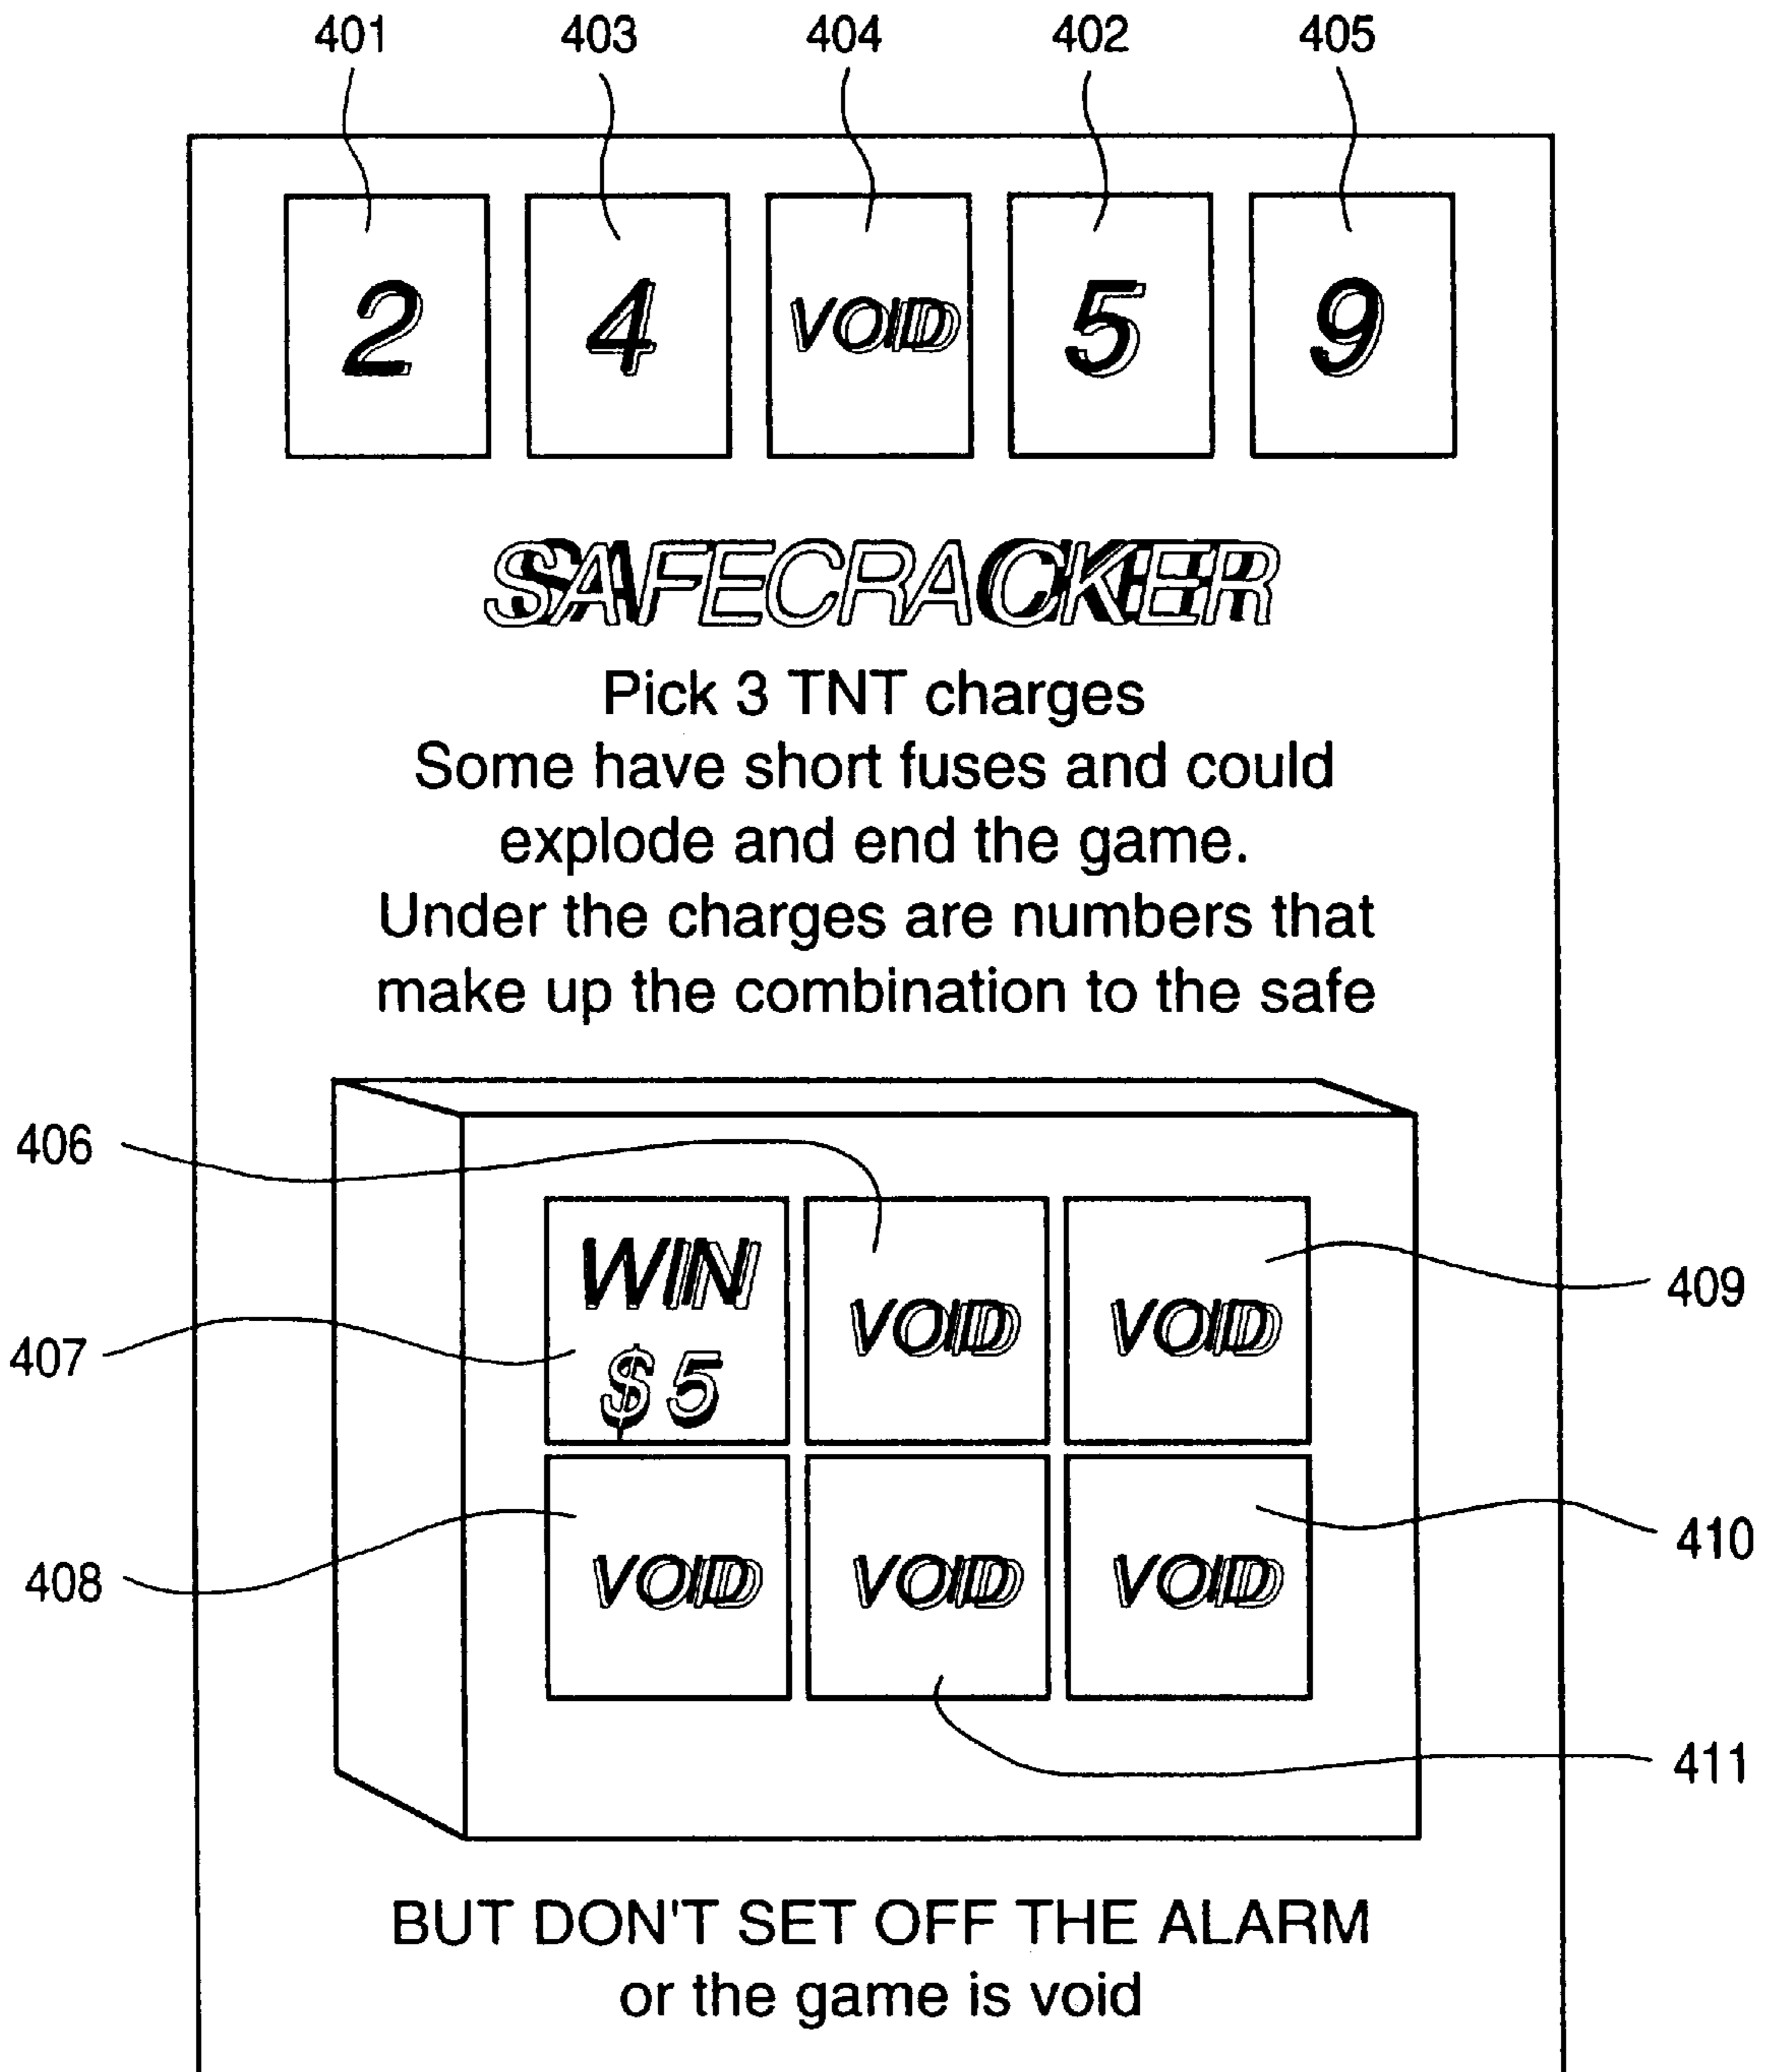 401 403 404 402 405
2 4 VOID 5 9
SAFECRACKER
Pick 3 TNT charges
Some have short fuses and could
explode and end the game.
Under the charges are numbers that
make up the combination to the safe
406
WIN VOID VOID
409
407
$5
408
VOID VOID VOID
410
411
BUT DON'T SET OFF THE ALARM
or the game is void